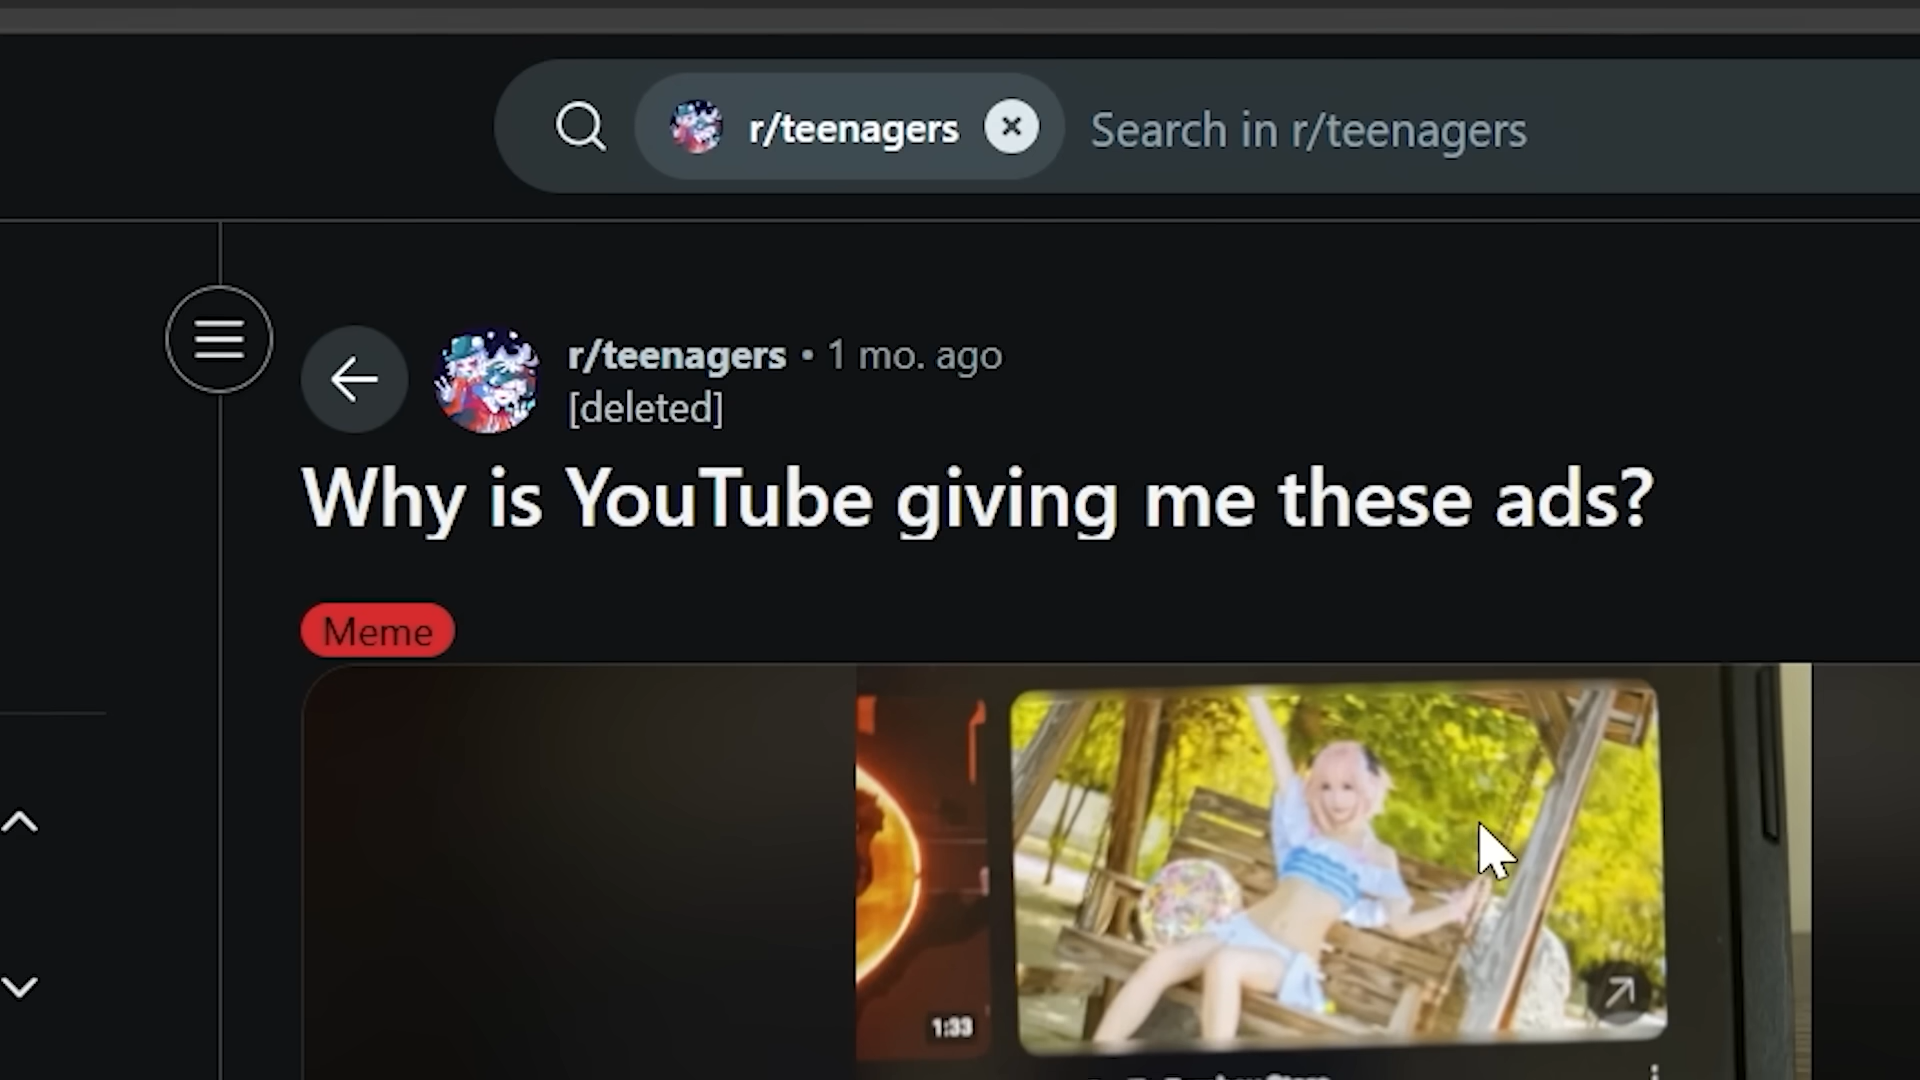 r/teenagers
Search in r/teenagers
r/teenagers • 1 mo. ago
[deleted]
Why is YouTube giving me these ads?
Meme
1:33